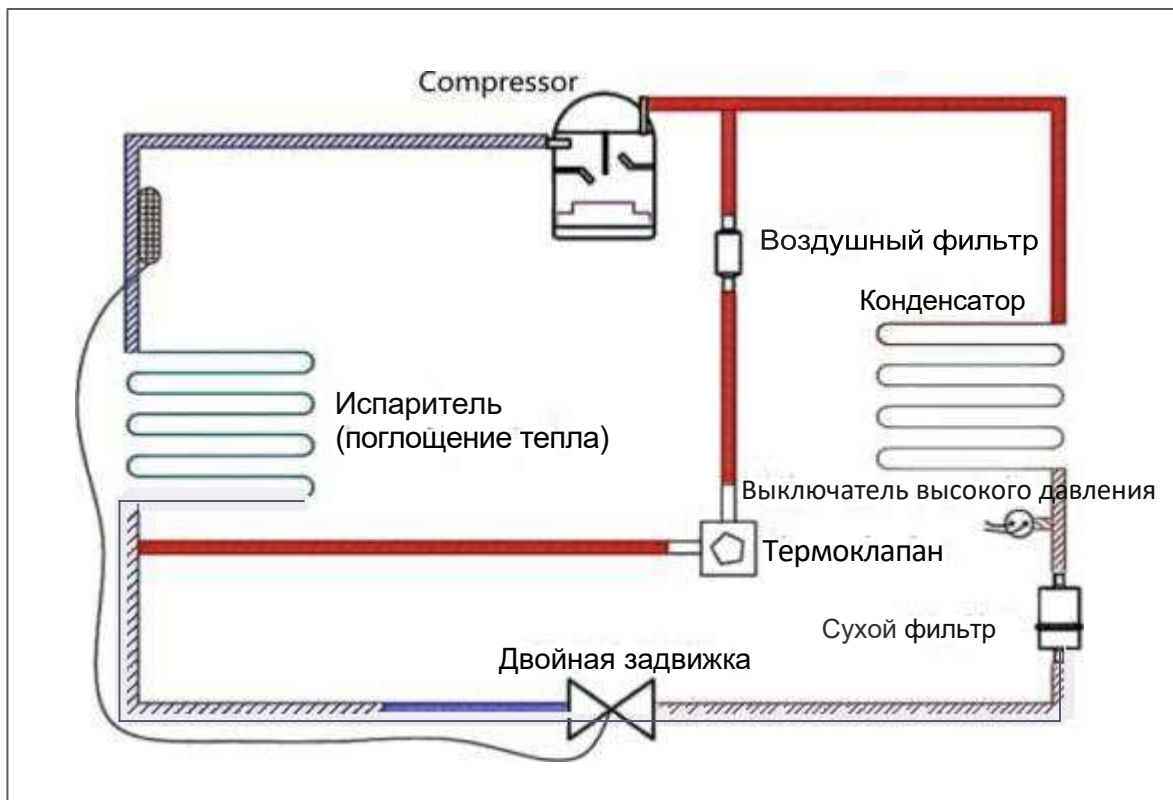 Compressor
Воздушный фильтр
Конденсатор
Испаритель
(поглощение тепла)
Выключатель высокого давления
Термоклапан
Сухой фильтр
Двойная задвижка